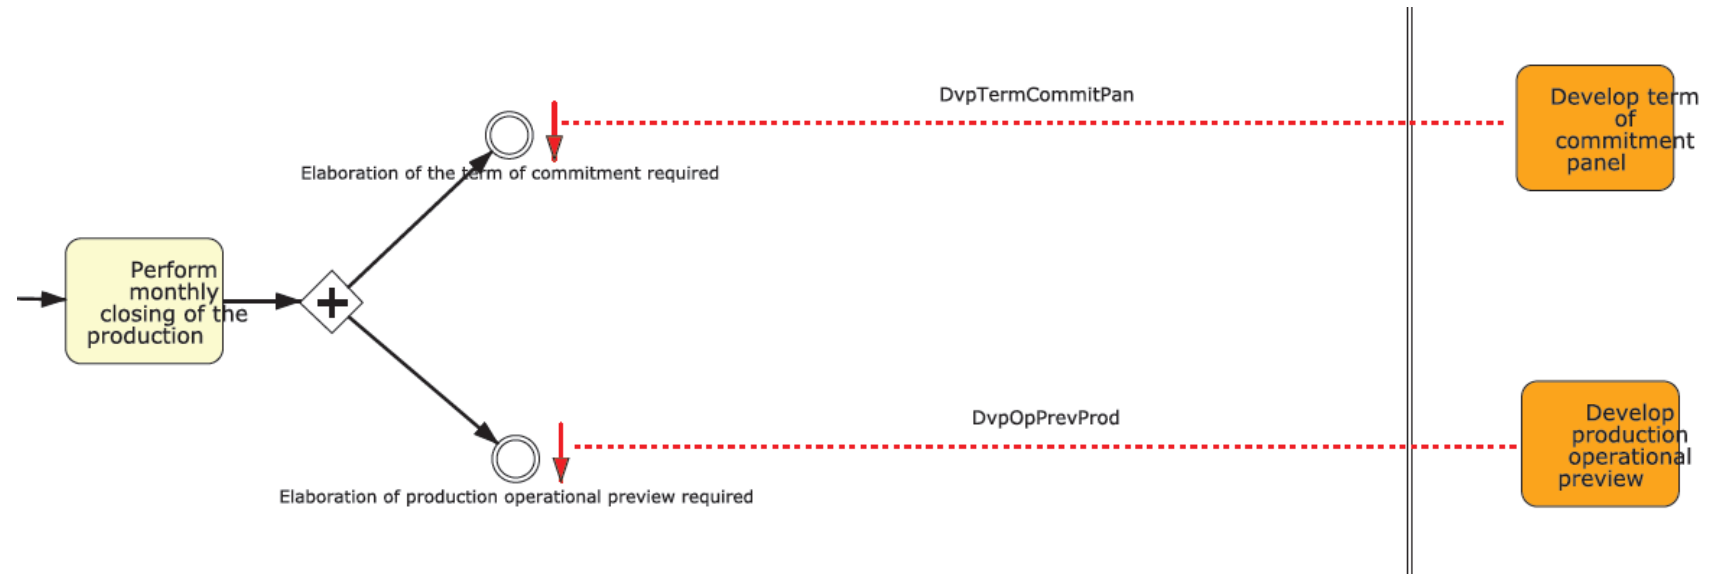 DvpTermCommitPan
Develop term
of
commitment
panel
Elaboration of the term of commitment required
Perform
monthly
closing of the
production
DvpOpPrevProd
Develop
production
operational
preview
Elaboration of production operational preview required